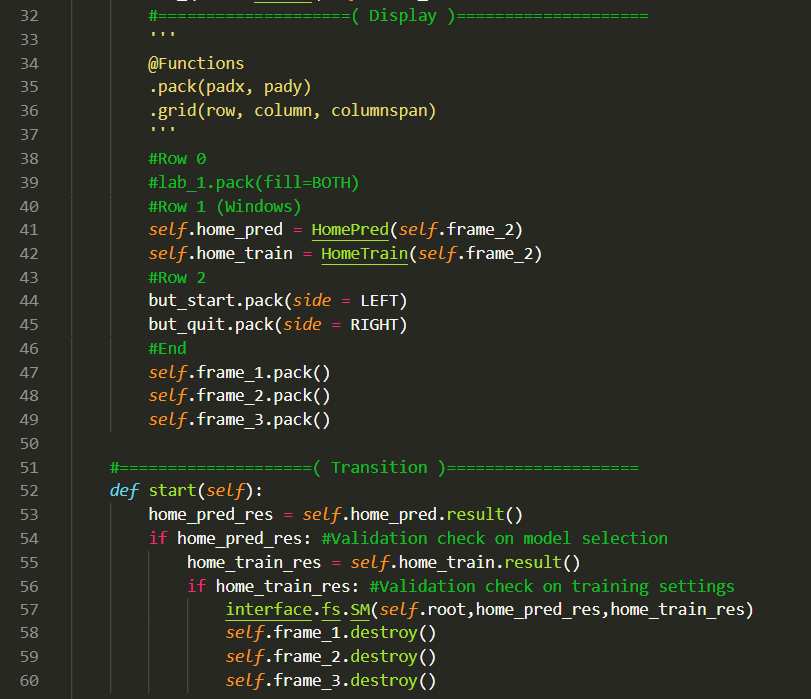 32 #====================( Display )====================
33 '''
34 @Functions
35 .pack(padx, pady)
36 .grid(row, column, columnspan)
37 '''
38 #Row 0
39 #lab_1.pack(fill=BOTH)
40 #Row 1 (Windows)
41 self.home_pred = HomePred(self.frame_2)
42 self.home_train = HomeTrain(self.frame_2)
43 #Row 2
44 but_start.pack(side = LEFT)
45 but_quit.pack(side = RIGHT)
46 #End
47 self.frame_1.pack()
48 self.frame_2.pack()
49 self.frame_3.pack()
50
51 #====================( Transition )====================
52 def start(self):
53 home_pred_res = self.home_pred.result()
54 if home_pred_res: #Validation check on model selection
55 home_train_res = self.home_train.result()
56 if home_train_res: #Validation check on training settings
57 interface.fs.SM(self.root,home_pred_res,home_train_res)
58 self.frame_1.destroy()
59 self.frame_2.destroy()
60 self.frame_3.destroy()